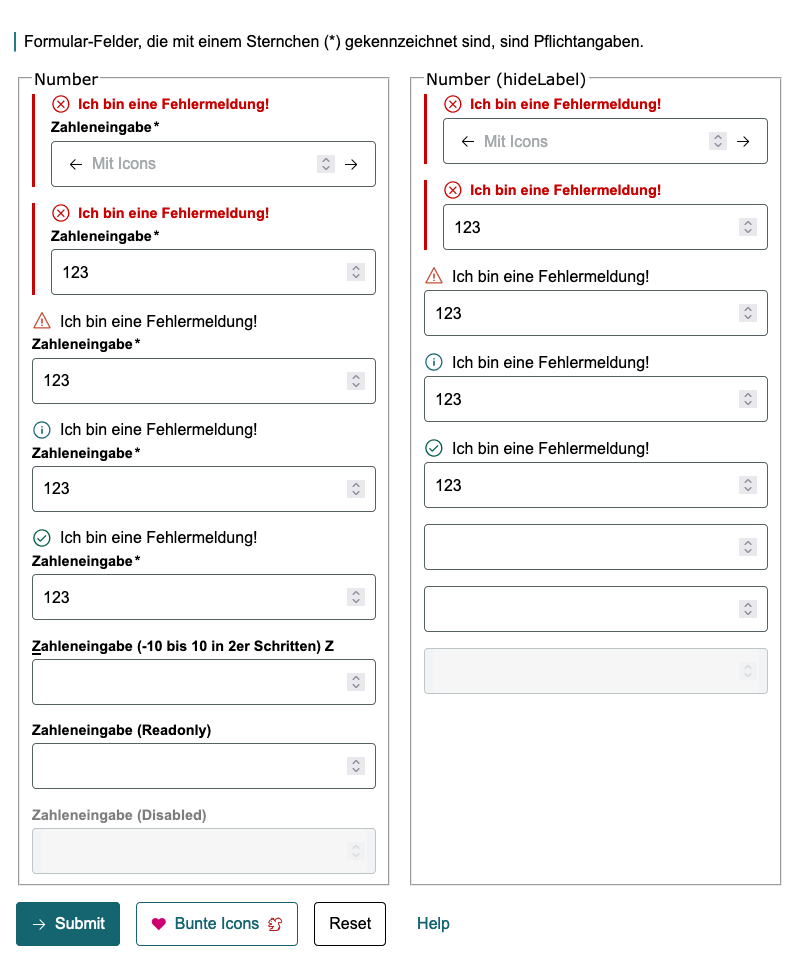 Formular-Felder, die mit einem Sternchen (*) gekennzeichnet sind, sind Pflichtangaben.
Number
Ich bin eine Fehlermeldung!
Zahleneingabe*
Mit Icons
Ich bin eine Fehlermeldung!
Zahleneingabe*
123
Ich bin eine Fehlermeldung!
Zahleneingabe*
123
Ich bin eine Fehlermeldung!
Zahleneingabe*
123
Ich bin eine Fehlermeldung!
Zahleneingabe*
123
Zahleneingabe (-10 bis 10 in 2er Schritten) Z
Zahleneingabe (Readonly)
Zahleneingabe (Disabled)
Number (hideLabel)
Ich bin eine Fehlermeldung!
Mit Icons
Ich bin eine Fehlermeldung!
123
Ich bin eine Fehlermeldung!
123
Ich bin eine Fehlermeldung!
123
Ich bin eine Fehlermeldung!
123
Submit
Bunte Icons
Reset
Help